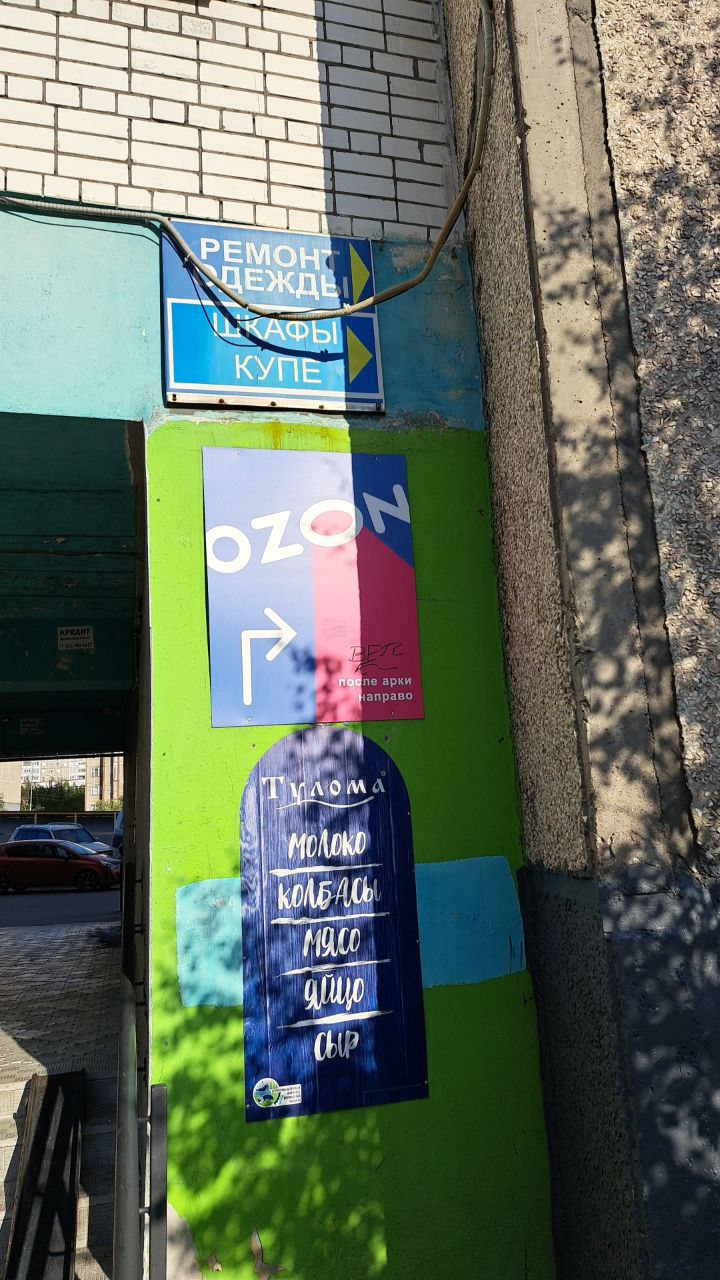 РЕМОНТ
ОДЕЖДЫ
ШКАФЫ
КУПЕ
OZON
после арки
направо
КРЕДИТ
Тулома
МОЛОКО
КОЛБАСЫ
МЯСО
ЯЙЦО
СЫР